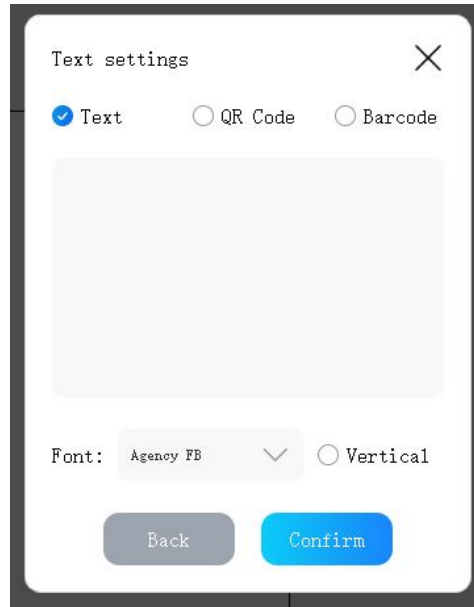 Text settings
Text QR Code Barcode
Font: Agency FB Vertical
Back Confirm